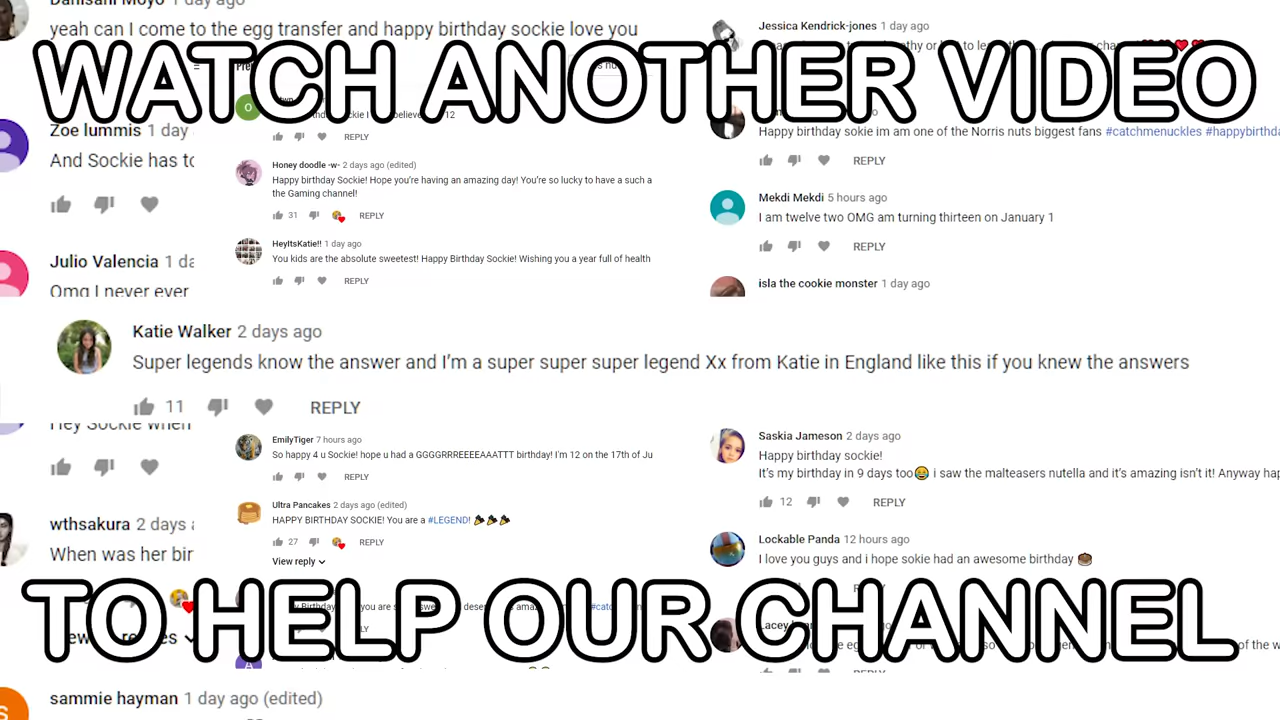 Danisani Moyo 1 day ago
yeah can I come to the egg transfer and happy birthday sockie love you
WATCH ANOTHER VIDEO
Zoe lummis 1 day
And Sockie has to
Julio Valencia 1 da
Omg I never ever
12
REPLY
Honey doodle -w- 2 days ago (edited)
Happy birthday Sockie! Hope you're having an amazing day! You're so lucky to have a such a
the Gaming channel!
31 REPLY
HeyItsKatie!! 1 day ago
You kids are the absolute sweetest! Happy Birthday Sockie! Wishing you a year full of health
REPLY
Jessica Kendrick-jones 1 day ago
Happy birthday sokie im am one of the Norris nuts biggest fans #catchmenuckles #happybirthda
REPLY
Mekdi Mekdi 5 hours ago
I am twelve two OMG am turning thirteen on January 1
REPLY
isla the cookie monster 1 day ago
Katie Walker 2 days ago
Super legends know the answer and I'm a super super super legend Xx from Katie in England like this if you knew the answers
11 REPLY
Hey Sockie when
wthsakura 2 days a
When was her bir
EmilyTiger 7 hours ago
So happy 4 u Sockie! hope u had a GGGGRRREEEEAAATTT birthday! I'm 12 on the 17th of Ju
REPLY
Ultra Pancakes 2 days ago (edited)
HAPPY BIRTHDAY SOCKIE! You are a #LEGEND!
27 REPLY
View reply
Saskia Jameson 2 days ago
Happy birthday sockie!
It's my birthday in 9 days too😂 i saw the malteasers nutella and it's amazing isn't it! Anyway hap
12 REPLY
Lockable Panda 12 hours ago
I love you guys and i hope sokie had an awesome birthday
TO HELP OUR CHANNEL
sammie hayman 1 day ago (edited)